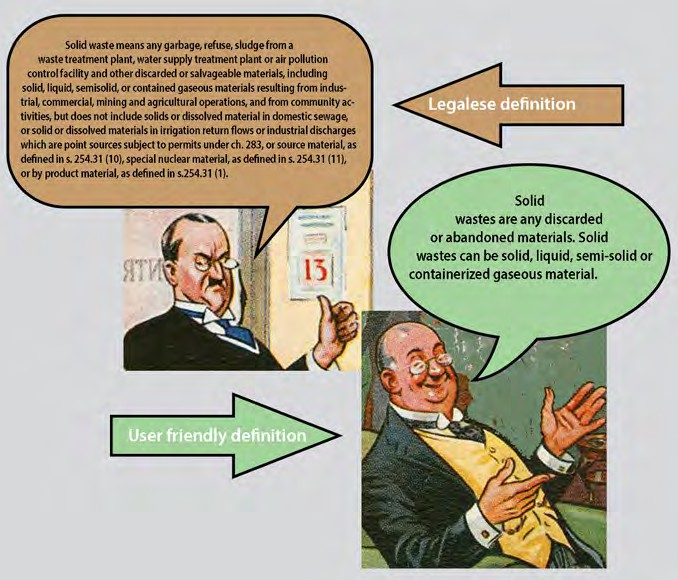 Solid waste means any garbage, refuse, sludge from a
waste treatment plant, water supply treatment plant or air pollution
control facility and other discarded or salvageable materials, including
solid, liquid, semisolid, or contained gaseous materials resulting from indus-
trial, commercial, mining and agricultural operations, and from community ac-
tivities, but does not include solids or dissolved material in domestic sewage,
or solid or dissolved materials in irrigation return flows or industrial discharges
which are point sources subject to permits under ch. 283, or source material, as
defined in s. 254.31 (10), special nuclear material, as defined in s. 254.31 (11),
or by product material, as defined in s.254.31 (1).
Legalese definition
Solid
wastes are any discarded
or abandoned materials. Solid
wastes can be solid, liquid, semi-solid or
containerized gaseous material.
ЯТИ
13
User friendly definition